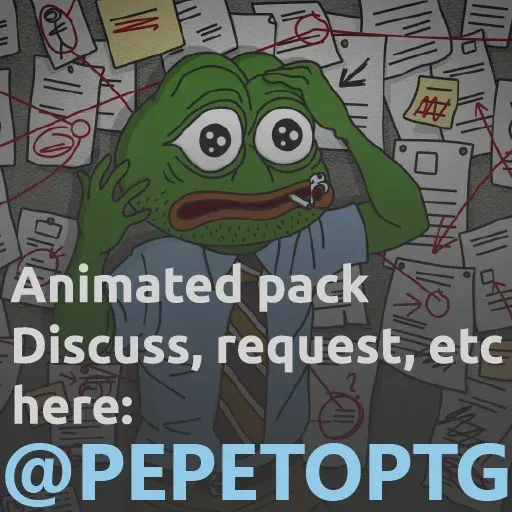 Animated pack
Discuss, request, etc
here:
@PEPETOPTG